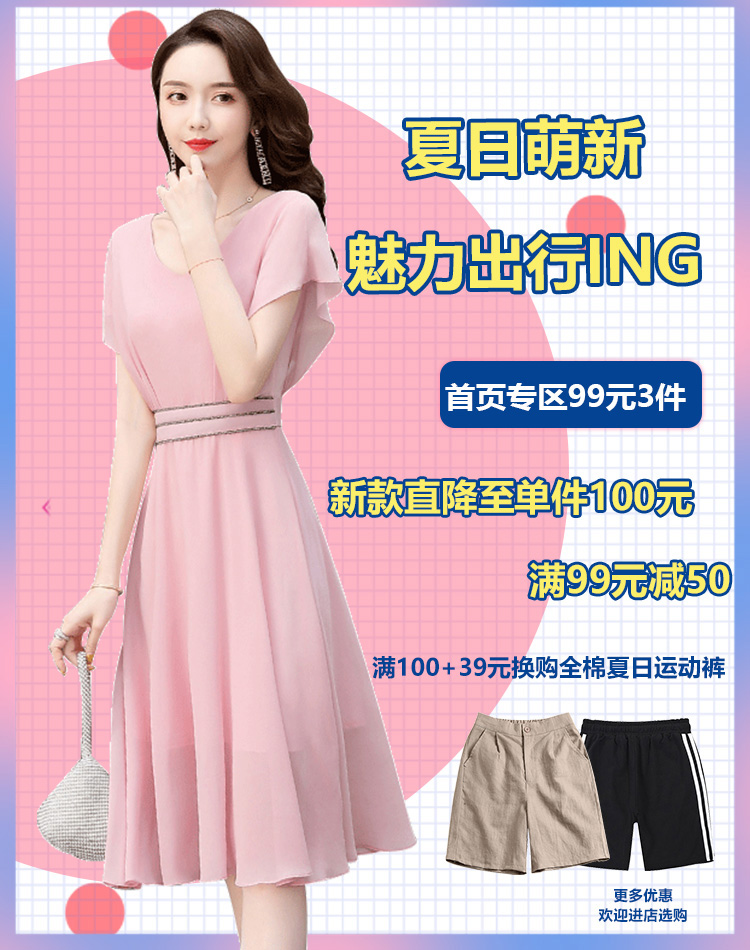 夏日萌新
魅力出行ING
首页专区99元3件
新款直降至单件100元
满99元减50
满100+39元换购全棉夏日运动裤
更多优惠
欢迎进店选购